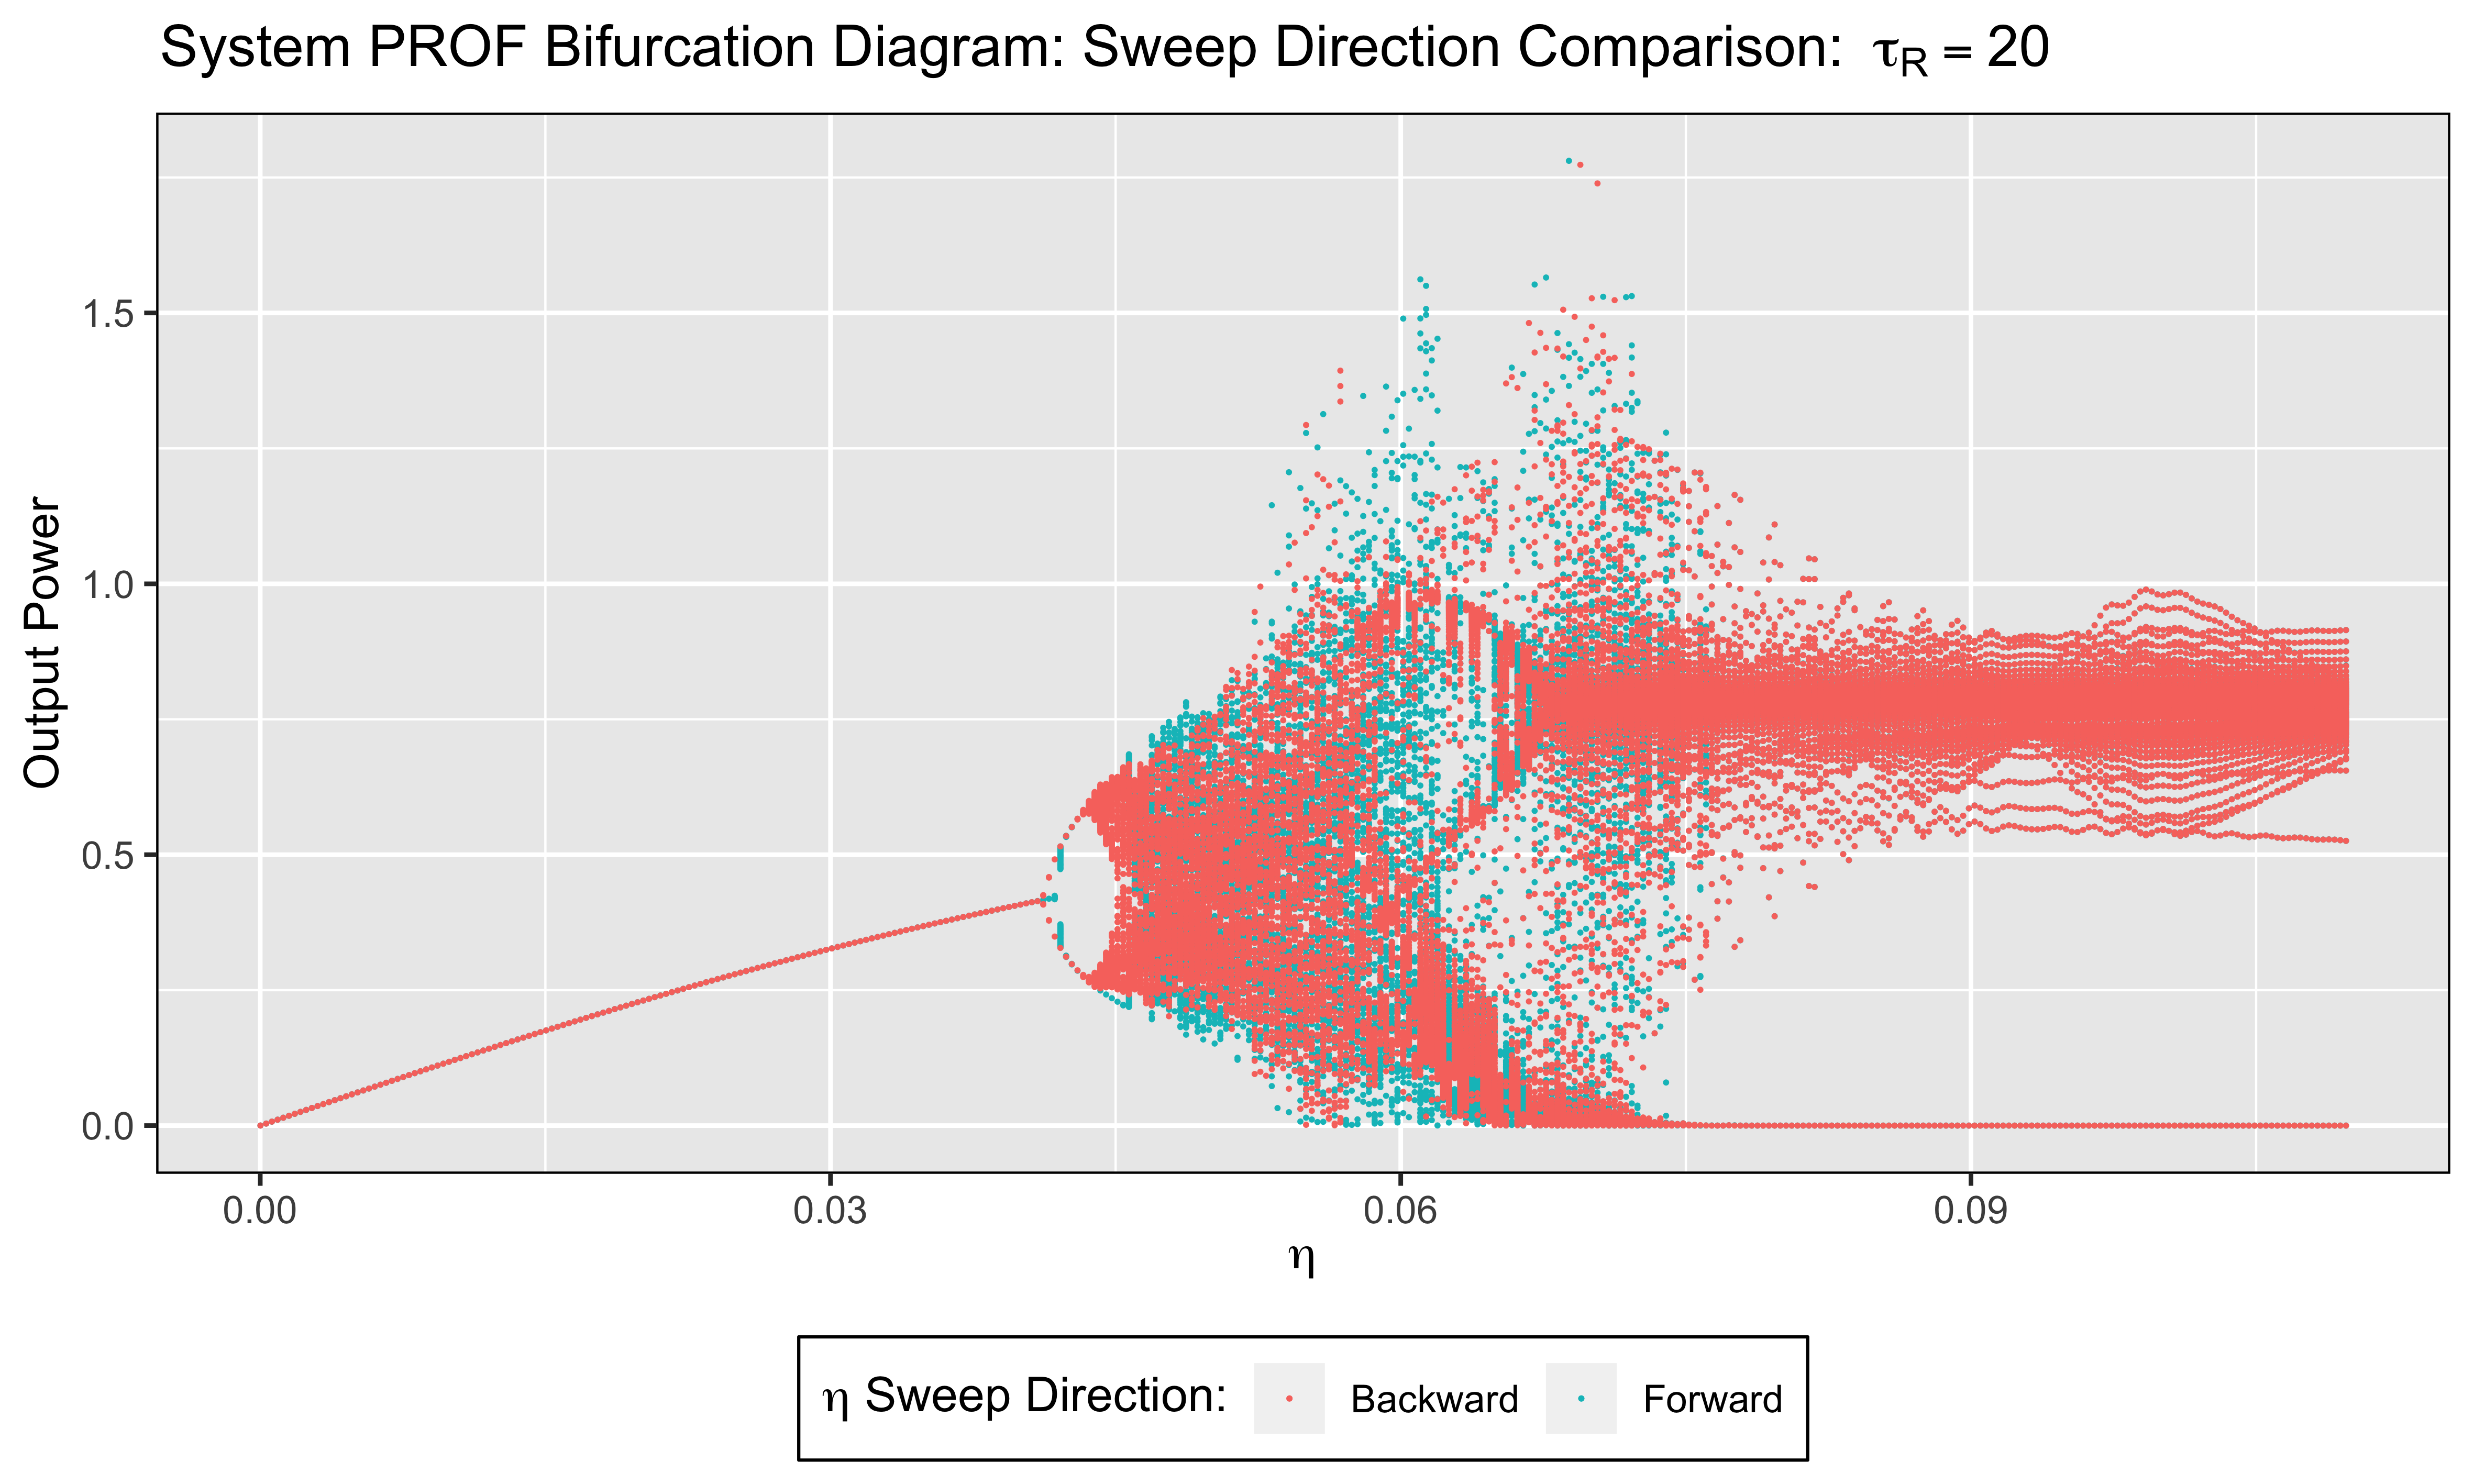 System PROF Bifurcation Diagram: Sweep Direction Comparison: τR = 20
Output Power
1.5
1.0
0.5
0.0
0.00 0.03 0.06 0.09
η
η Sweep Direction: Backward Forward